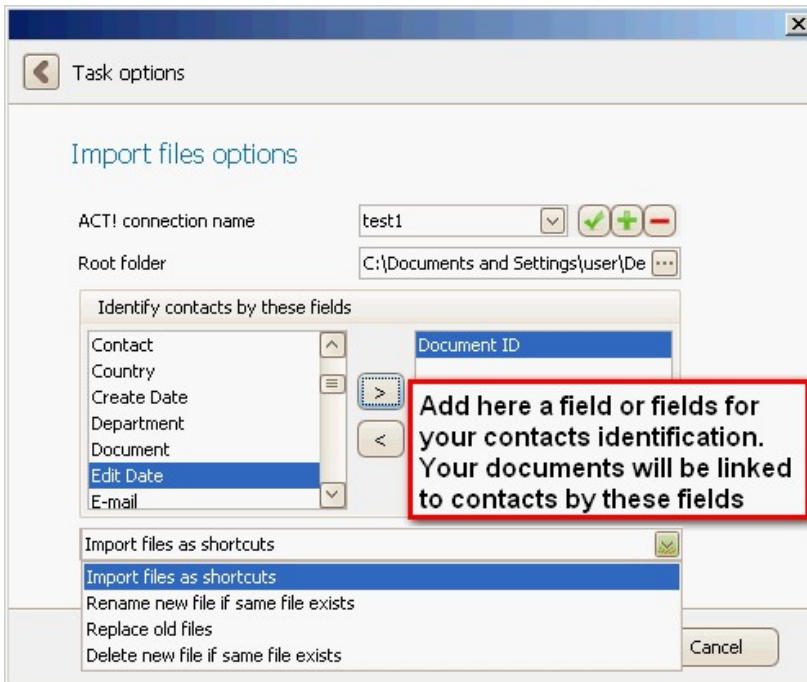 Task options
Import files options
ACT! connection name
test1
Root folder
C:\Documents and Settings\user\De
...
Identify contacts by these fields
Contact
Country
Create Date
Department
Document
Edit Date
E-mail
>
<
Document ID
Add here a field or fields for
your contacts identification.
Your documents will be linked
to contacts by these fields
Import files as shortcuts
Import files as shortcuts
Rename new file if same file exists
Replace old files
Delete new file if same file exists
Cancel